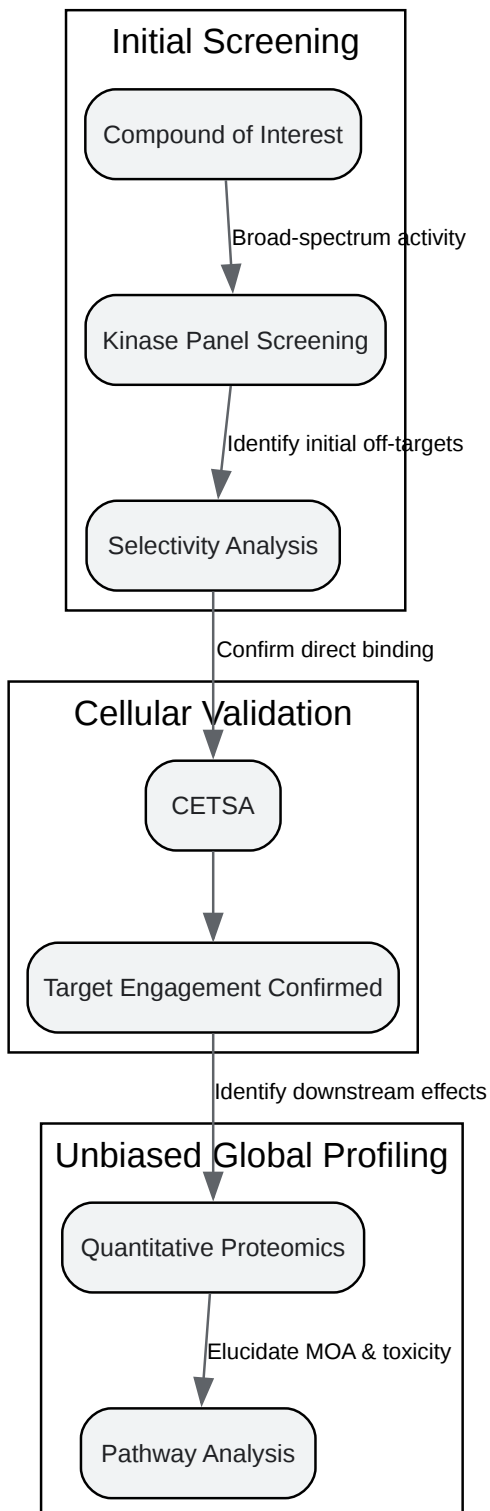 Initial Screening
Compound of Interest
Broad-spectrum activity
Kinase Panel Screening
Identify initial off-targets
Selectivity Analysis
Confirm direct binding
Cellular Validation
CETSA
Target Engagement Confirmed
Identify downstream effects
Unbiased Global Profiling
Quantitative Proteomics
Elucidate MOA & toxicity
Pathway Analysis